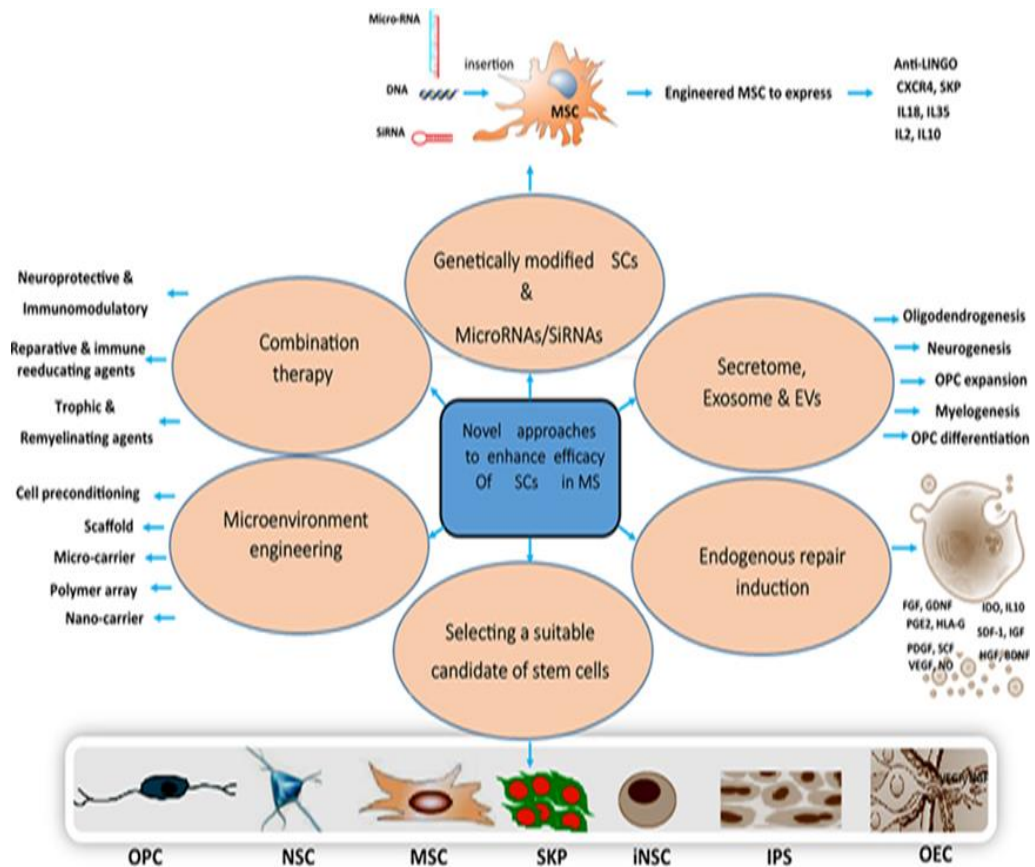 Micro-RNA
insertion
DNA
SiRNA
MSC
Engineered MSC to express
Anti-LINGO
CXCR4, SKP
IL18, IL35
IL2, IL10
Genetically modified SCs
&
MicroRNAs/SiRNAs
Neuroprotective &
Immunomodulatory
Reparative & immune
reeducating agents
Trophic &
Remyelinating agents
Combination
therapy
Secretome,
Exosome & EVs
Oligodendrogenesis
Neurogenesis
OPC expansion
Myelogenesis
OPC differentiation
Novel approaches
to enhance efficacy
Of SCs in MS
Cell preconditioning
Scaffold
Micro-carrier
Polymer array
Nano-carrier
Microenvironment
engineering
Endogenous repair
induction
FGF, GDNF
PGE2, HLA-G
PDGF, SCF
VEGF, NO
IDO, IL10
SDF-1, IGF
HGF, BDNF
Selecting a suitable
candidate of stem cells
OPC
NSC
MSC
SKP
iNSC
IPS
OEC